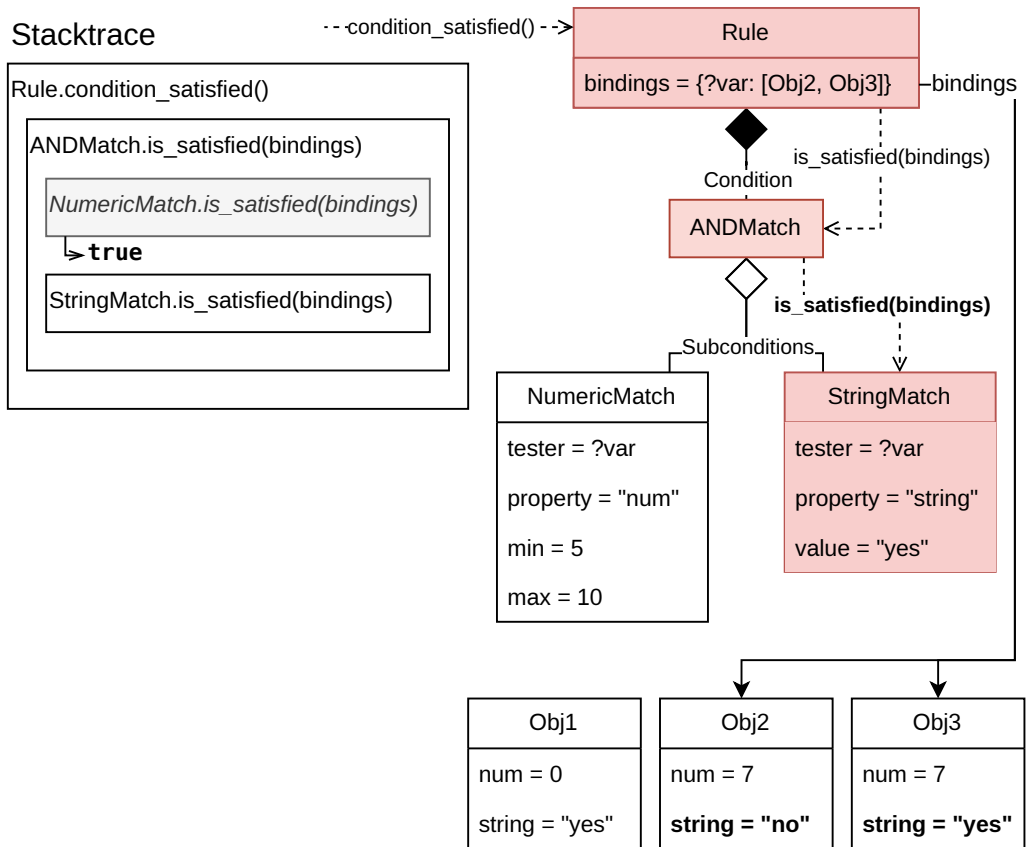 Stacktrace
Rule.condition_satisfied()
ANDMatch.is_satisfied(bindings)
NumericMatch.is_satisfied(bindings)
true
StringMatch.is_satisfied(bindings)
condition_satisfied()
Rule
bindings = {?var: [Obj2, Obj3]}
bindings
is_satisfied(bindings)
Condition
ANDMatch
is_satisfied(bindings)
Subconditions
NumericMatch
tester = ?var
property = "num"
min = 5
max = 10
StringMatch
tester = ?var
property = "string"
value = "yes"
Obj1
num = 0
string = "yes"
Obj2
num = 7
string = "no"
Obj3
num = 7
string = "yes"